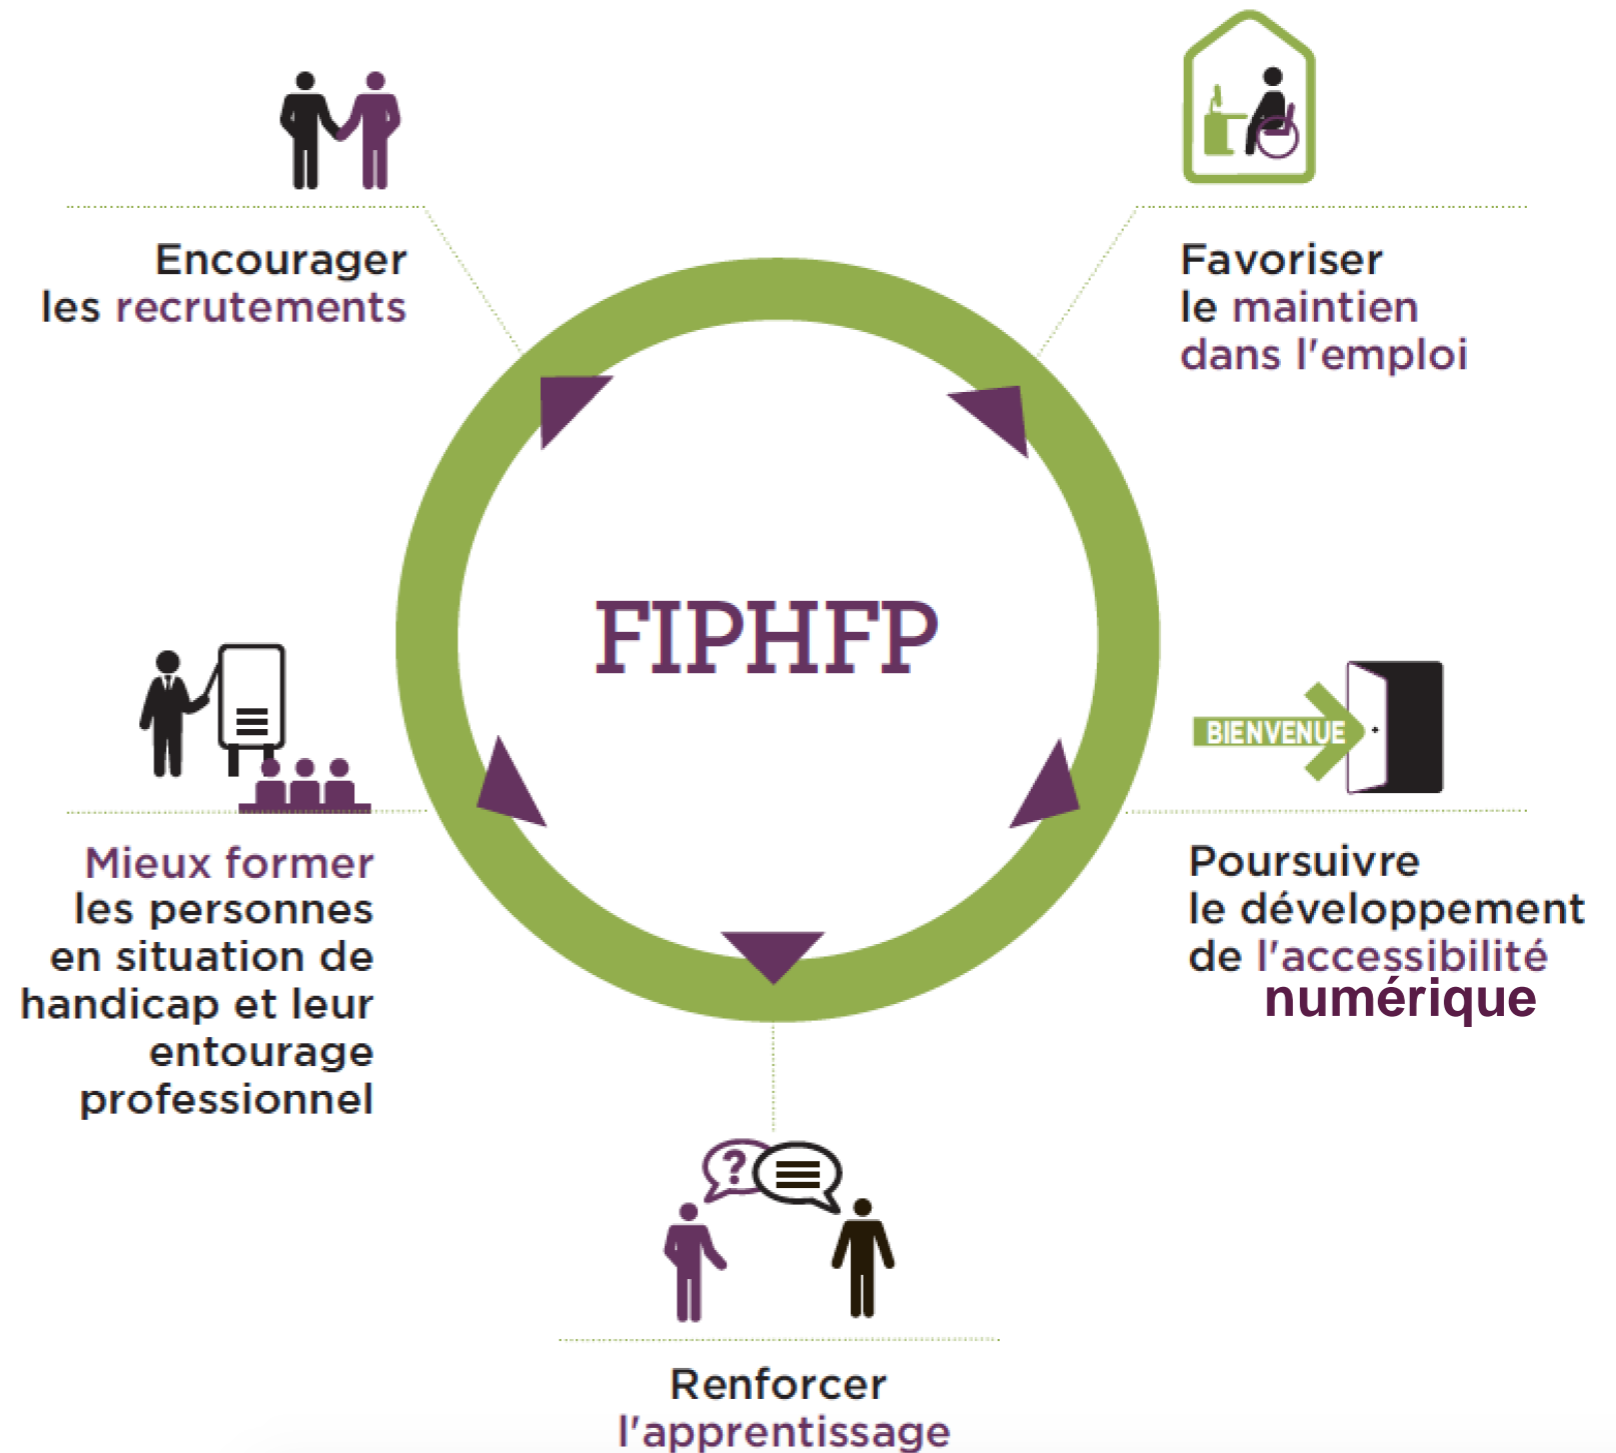 Encourager
les recrutements
Favoriser
le maintien
dans l'emploi
FIPHFP
BIENVENUE
Mieux former
les personnes
en situation de
handicap et leur
entourage
professionnel
Poursuivre
le développement
de l'accessibilité
numérique
?
Renforcer
l'apprentissage